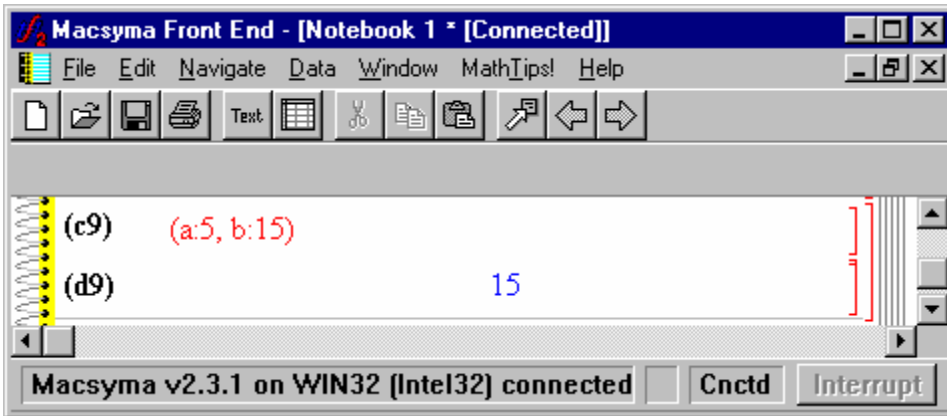 Macsyma Front End - [Notebook 1 * [Connected]]
File Edit Navigate Data Window MathTips! Help
Text
(c9) (a:5, b:15)
(d9) 15
Macsyma v2.3.1 on WIN32 (Intel32) connected Cnctd Interrupt